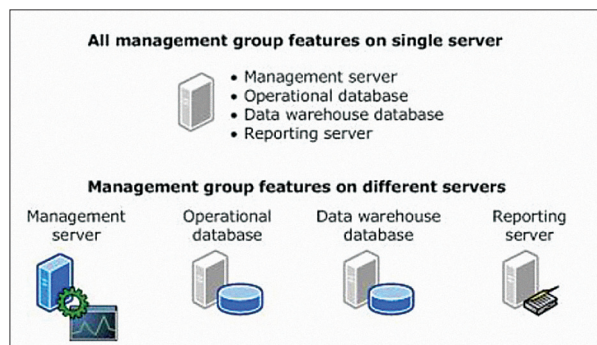 All management group features on single server
• Management server
• Operational database
• Data warehouse database
• Reporting server
Management group features on different servers
Management
server
Operational
database
Data warehouse
database
Reporting
server